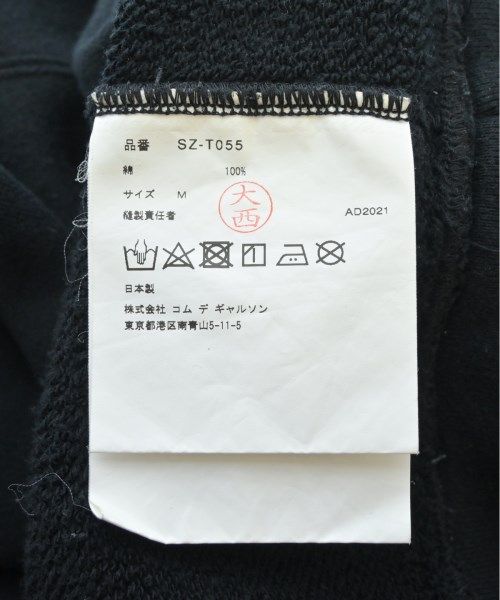 品番 SZ-T055
綿 100%
サイズ M
縫製責任者 大西 AD2021
日本製
株式会社 コム デ ギャルソン
東京都港区南青山5-11-5